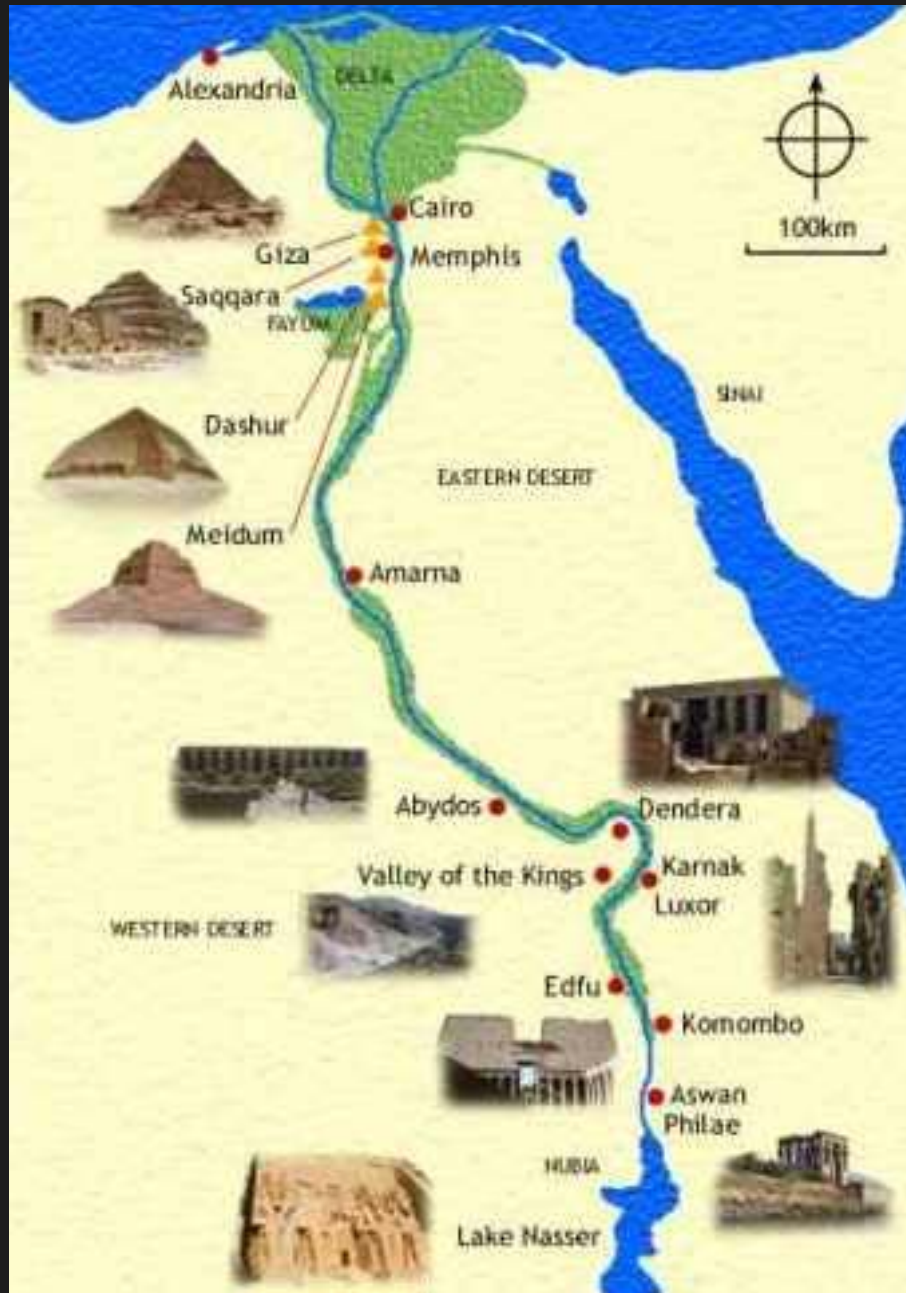 DELTA
Alexandria
100km
Cairo
Giza
Memphis
Saqqara
FAYUM
SINAI
Dashur
EASTERN DESERT
Meidum
Amarna
Abydos
Dendera
Valley of the Kings
Karnak
Luxor
WESTERN DESERT
Edfu
Komombo
Aswan
Philae
NUBIA
Lake Nasser